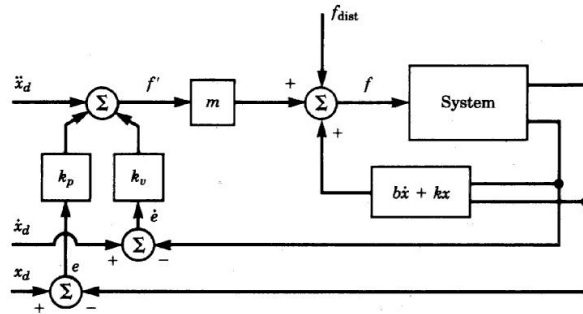 f_dist
ẍ_d
Σ
f′
m
+
Σ
+
f
System
k_p
k_v
bẋ + kx
ė
ẋ_d
+
Σ
−
e
x_d
+
Σ
−